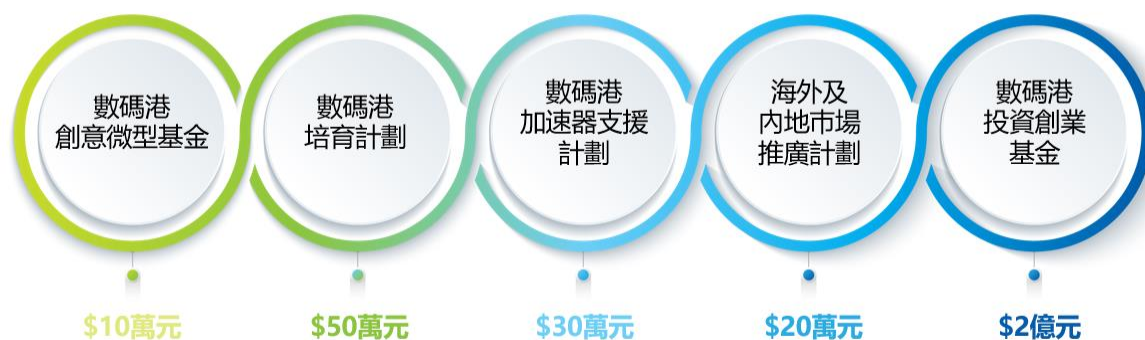 數碼港
創意微型基金
數碼港
培育計劃
數碼港
加速器支援
計劃
海外及
內地市場
推廣計劃
數碼港
投資創業
基金
$10萬元
$50萬元
$30萬元
$20萬元
$2億元